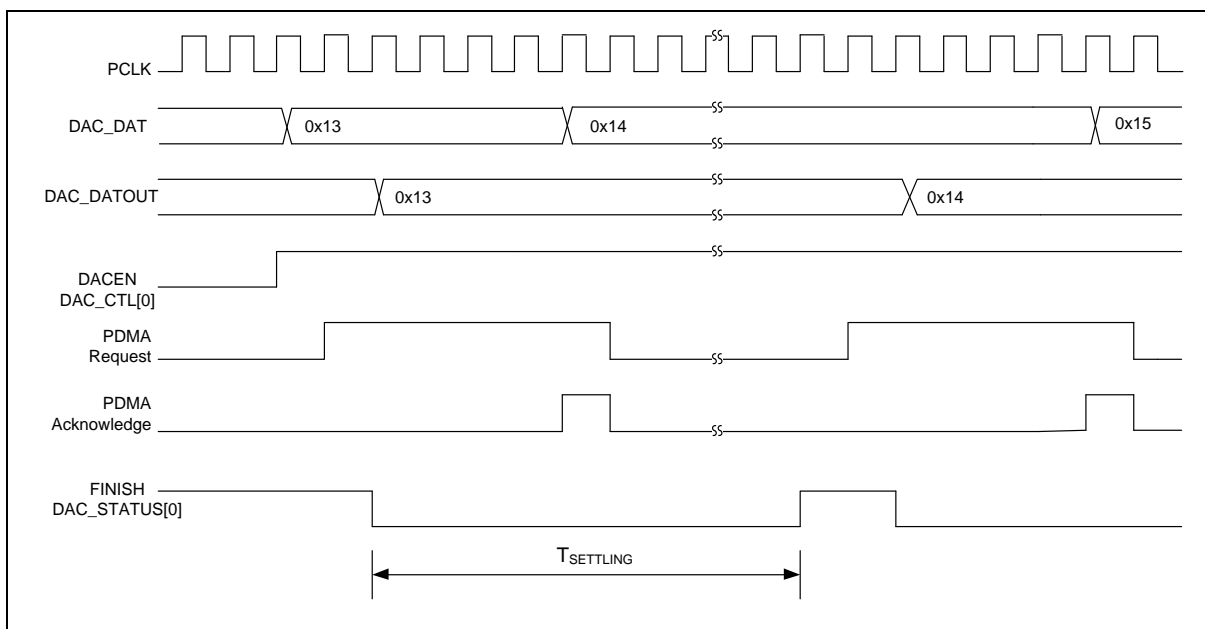 PCLK
DAC_DAT
0x13
0x14
0x15
DAC_DATOUT
0x13
0x14
DACEN
DAC_CTL[0]
PDMA
Request
PDMA
Acknowledge
FINISH
DAC_STATUS[0]
TSETTLING